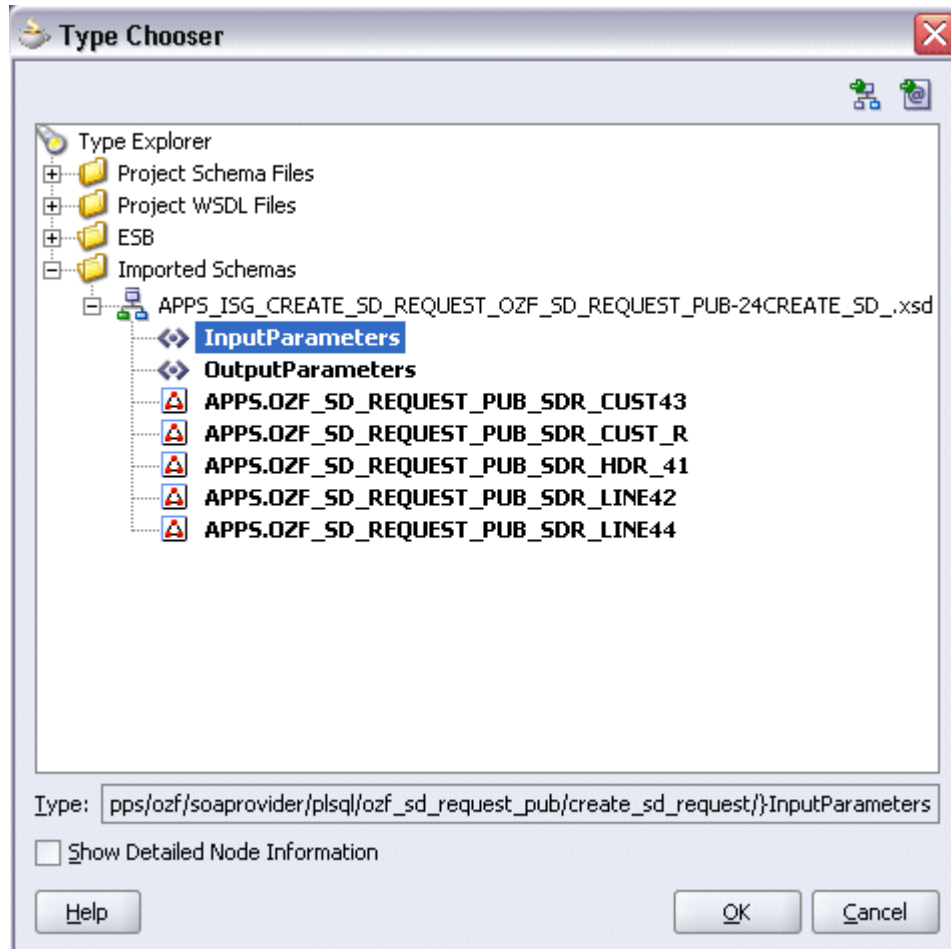 Type Chooser
Type Explorer
Project Schema Files
Project WSDL Files
ESB
Imported Schemas
APPS_ISG_CREATE_SD_REQUEST_OZF_SD_REQUEST_PUB-24CREATE_SD_.xsd
InputParameters
OutputParameters
APPS.OZF_SD_REQUEST_PUB_SDR_CUST43
APPS.OZF_SD_REQUEST_PUB_SDR_CUST_R
APPS.OZF_SD_REQUEST_PUB_SDR_HDR_41
APPS.OZF_SD_REQUEST_PUB_SDR_LINE42
APPS.OZF_SD_REQUEST_PUB_SDR_LINE44
Type: pps/ozf/soaprovider/plsql/ozf_sd_request_pub/create_sd_request/}InputParameters
Show Detailed Node Information
Help OK Cancel